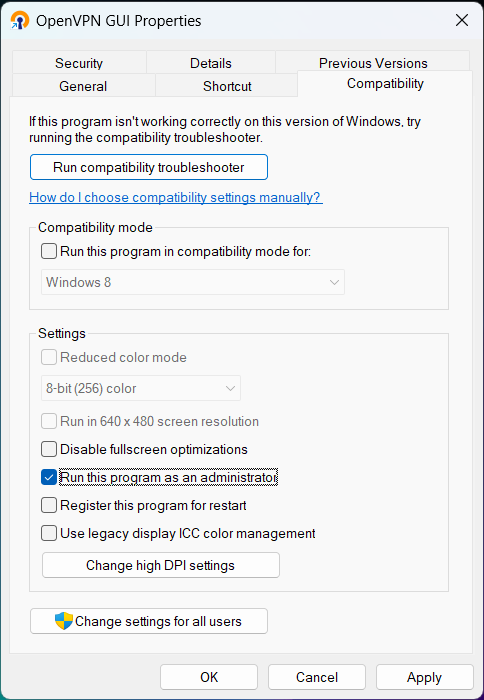 OpenVPN GUI Properties
Security
Details
Previous Versions
General
Shortcut
Compatibility
If this program isn't working correctly on this version of Windows, try
running the compatibility troubleshooter.
Run compatibility troubleshooter
How do I choose compatibility settings manually?
Compatibility mode
Run this program in compatibility mode for:
Windows 8
Settings
Reduced color mode
8-bit (256) color
Run in 640 x 480 screen resolution
Disable fullscreen optimizations
Run this program as an administrator
Register this program for restart
Use legacy display ICC color management
Change high DPI settings
Change settings for all users
OK
Cancel
Apply